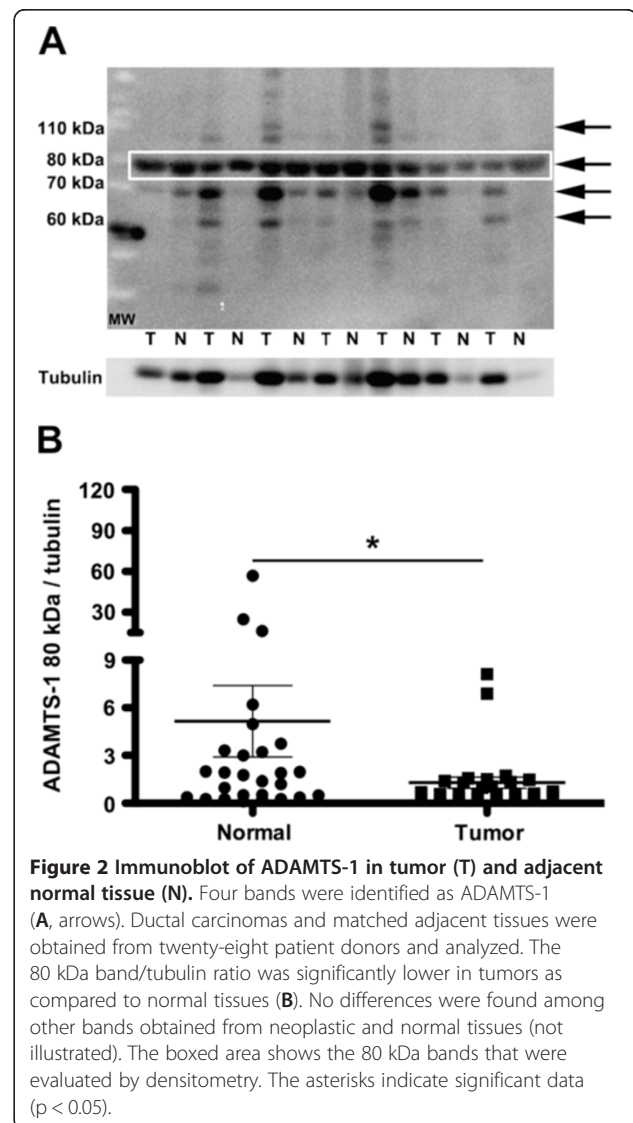 A
110 kDa
80 kDa
70 kDa
60 kDa
MW
T N T N T N T N T N T N T N
Tubulin
B
ADAMTS-1 80 kDa / tubulin
120
90
60
30
9
6
3
0
*
Normal Tumor
Figure 2 Immunoblot of ADAMTS-1 in tumor (T) and adjacent
normal tissue (N). Four bands were identified as ADAMTS-1
(A, arrows). Ductal carcinomas and matched adjacent tissues were
obtained from twenty-eight patient donors and analyzed. The
80 kDa band/tubulin ratio was significantly lower in tumors as
compared to normal tissues (B). No differences were found among
other bands obtained from neoplastic and normal tissues (not
illustrated). The boxed area shows the 80 kDa bands that were
evaluated by densitometry. The asterisks indicate significant data
(p < 0.05).